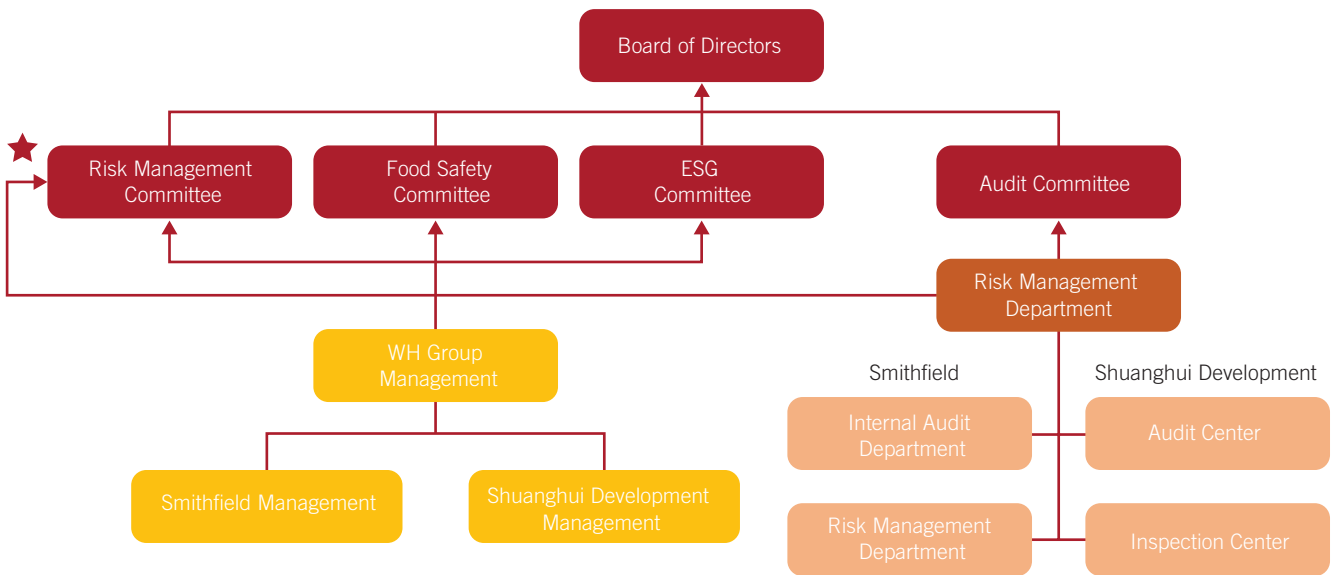 Board of Directors
Risk Management
Committee
Food Safety
Committee
ESG
Committee
Audit Committee
Risk Management
Department
WH Group
Management
Smithfield Management
Shuanghui Development
Management
Smithfield
Shuanghui Development
Internal Audit
Department
Audit Center
Risk Management
Department
Inspection Center